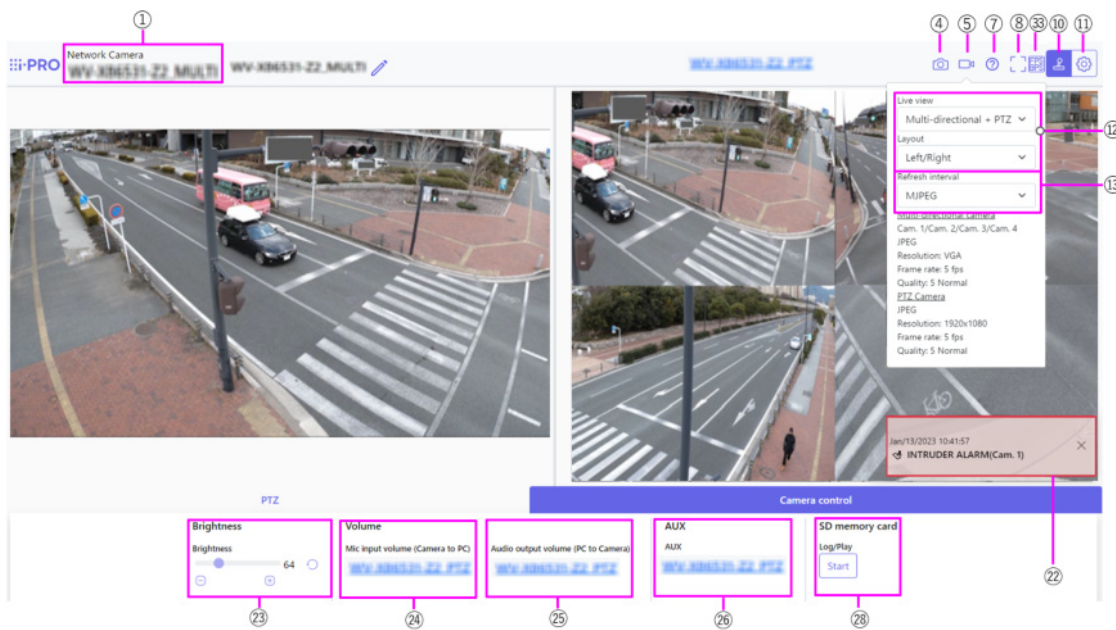 ①
④ ⑤ ⑦ ⑧ ㉝ ⑩ ⑪
i-PRO
Network Camera
WV-X86531-Z2_MULTI
WV-X86531-Z2_MULTI
WV-X86531-Z2_PTZ
Live view
Multi-directional + PTZ
⑫
Layout
Left/Right
Refresh interval
⑬
MJPEG
Multi-directional Camera
Cam. 1/Cam. 2/Cam. 3/Cam. 4
JPEG
Resolution: VGA
Frame rate: 5 fps
Quality: 5 Normal
PTZ Camera
JPEG
Resolution: 1920x1080
Frame rate: 5 fps
Quality: 5 Normal
Jan/13/2023 10:41:57
INTRUDER ALARM(Cam. 1)
㉒
PTZ
Camera control
Brightness
Brightness
64
㉓
Volume
Mic input volume (Camera to PC)
WV-X86531-Z2_PTZ
㉔
Audio output volume (PC to Camera)
WV-X86531-Z2_PTZ
㉕
AUX
AUX
WV-X86531-Z2_PTZ
㉖
SD memory card
Log/Play
Start
㉘